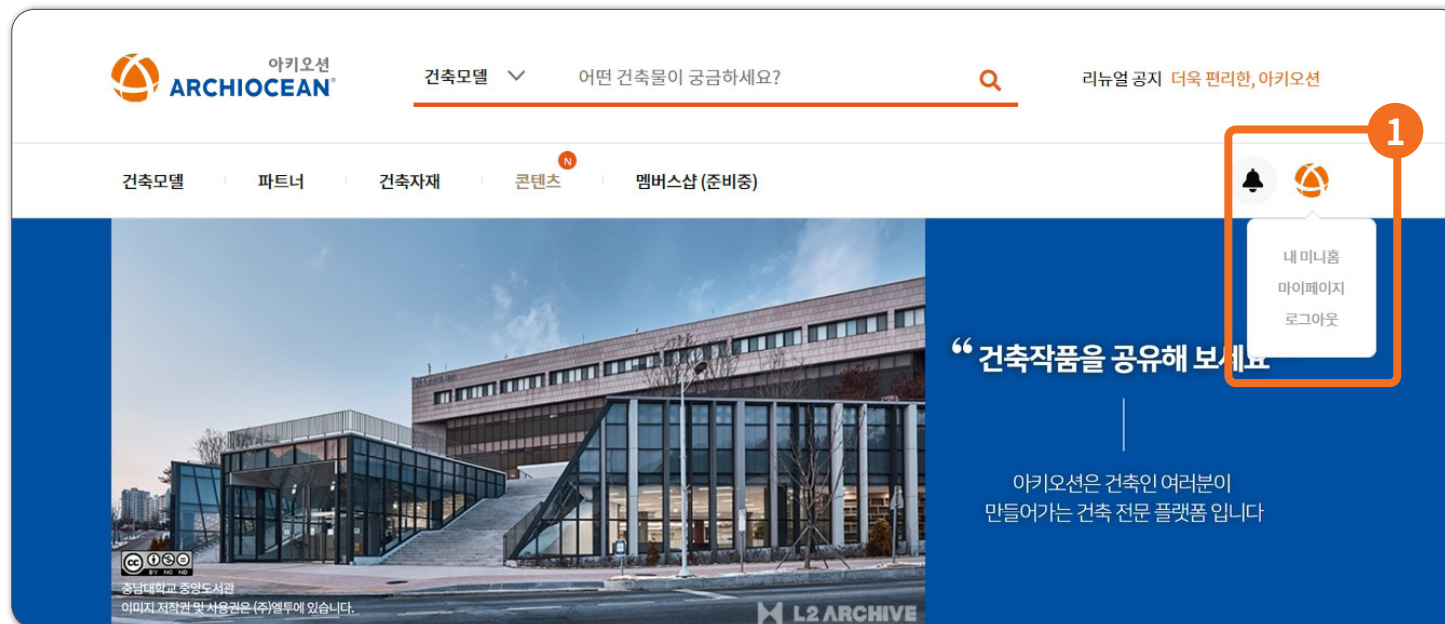 아키오션
ARCHIOCEAN®
건축모델
어떤 건축물이 궁금하세요?
리뉴얼 공지 더욱 편리한, 아키오션
1
건축모델
파트너
건축자재
콘텐츠
N
멤버스샵 (준비중)
내 미니홈
마이페이지
로그아웃
“ 건축작품을 공유해 보세요
아키오션은 건축인 여러분이
만들어가는 건축 전문 플랫폼 입니다
cc
BY NC ND
충남대학교 중앙도서관
이미지 저작권 및 사용권은 (주)엘투에 있습니다.
L2 ARCHIVE